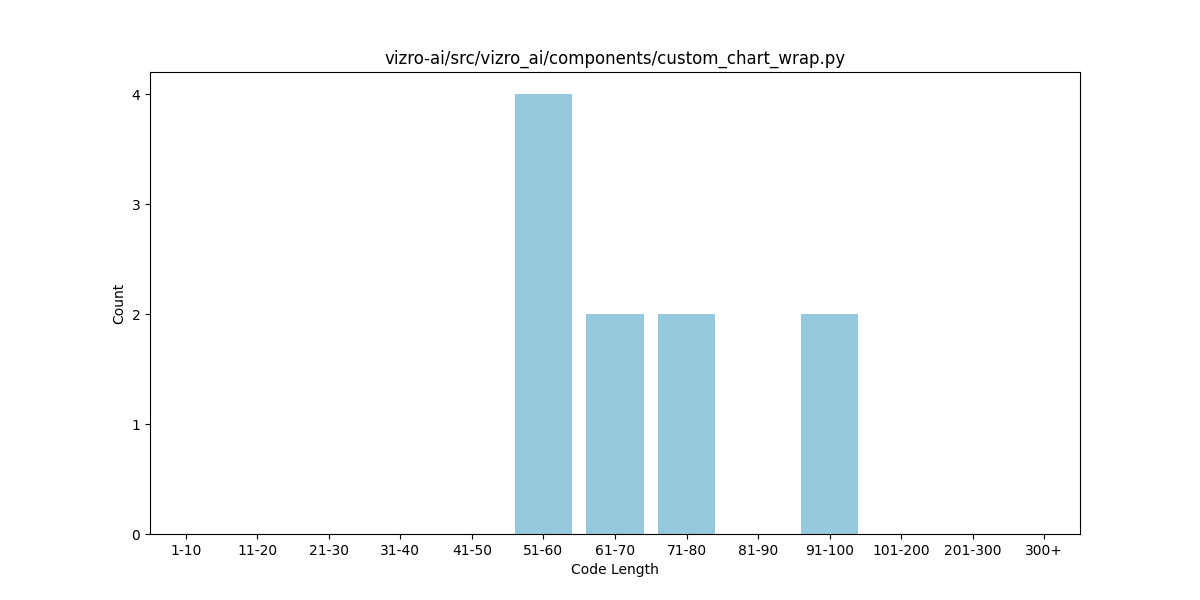 vizro-ai/src/vizro_ai/components/custom_chart_wrap.py
4
3
2
1
0
Count
1-10 11-20 21-30 31-40 41-50 51-60 61-70 71-80 81-90 91-100 101-200 201-300 300+
Code Length